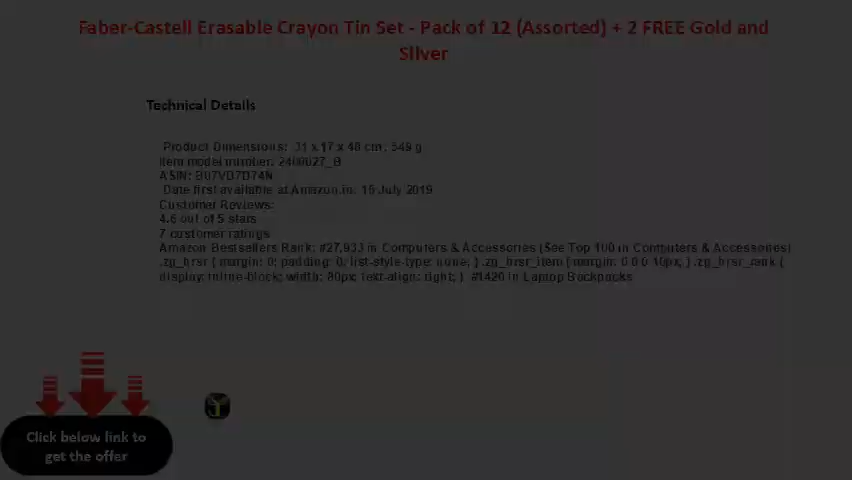 Faber-Castell Erasable Crayon Tin Set - Pack of 12 (Assorted) + 2 FREE Gold and
Silver
Technical Details
Product Dimensions: 31 x 17 x 48 cm; 549 g
Item model number: 2400027_B
ASIN: B07VD7D74N
Date first available at Amazon.in: 15 July 2019
Customer Reviews:
4.6 out of 5 stars
7 customer ratings
Amazon Bestsellers Rank: #27,933 in Computers & Accessories (See Top 100 in Computers & Accessories)
.zg_hrsr { margin: 0; padding: 0; list-style-type: none; } .zg_hrsr_item { margin: 0 0 0 10px; } .zg_hrsr_rank {
display: inline-block; width: 80px; text-align: right; } #1420 in Laptop Backpacks
Click below link to
get the offer